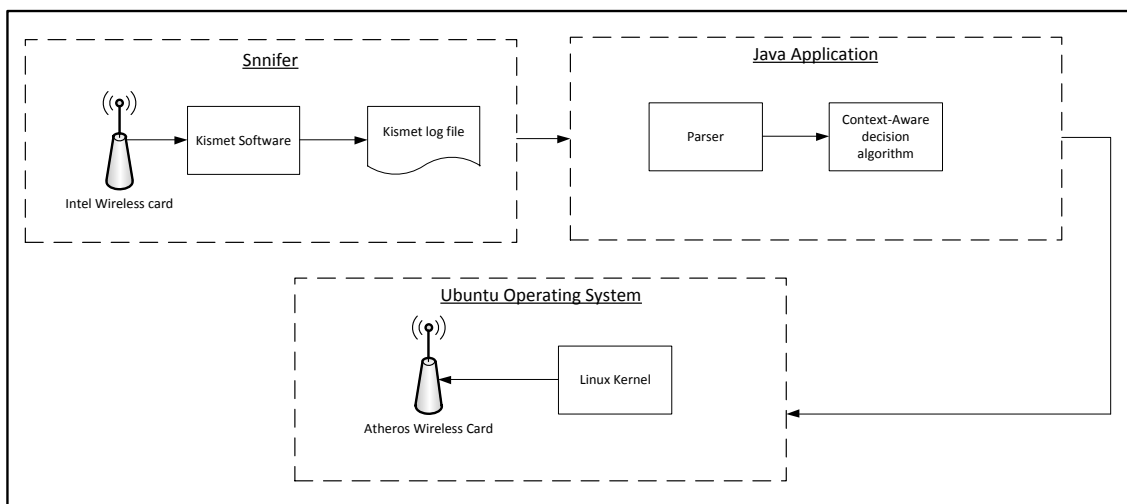 Snnifer
Kismet Software
Kismet log file
Intel Wireless card
Java Application
Parser
Context-Aware
decision
algorithm
Ubuntu Operating System
Linux Kernel
Atheros Wireless Card